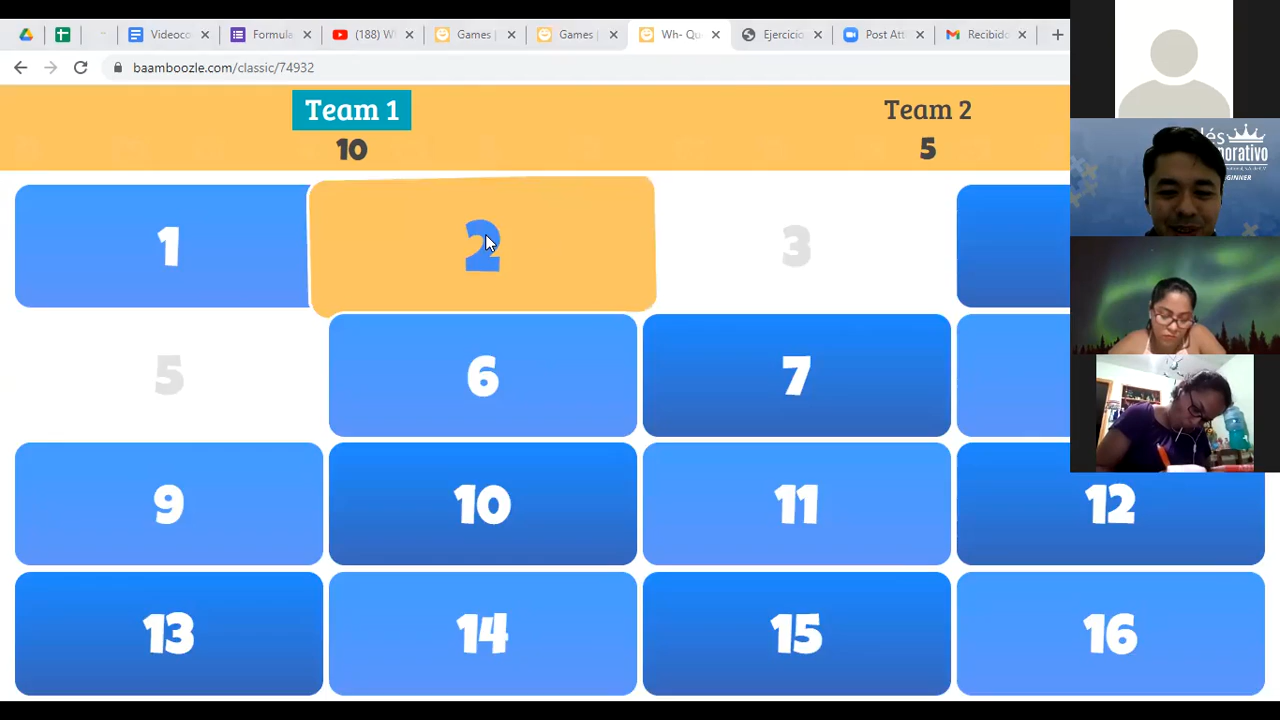 Videoco
Formula
(188) W
Games |
Games |
Wh- Qu
Ejercicio
Post Att
Recibido
baamboozle.com/classic/74932
Team 1
Team 2
10
5
1
2
3
5
6
7
9
10
11
12
13
14
15
16